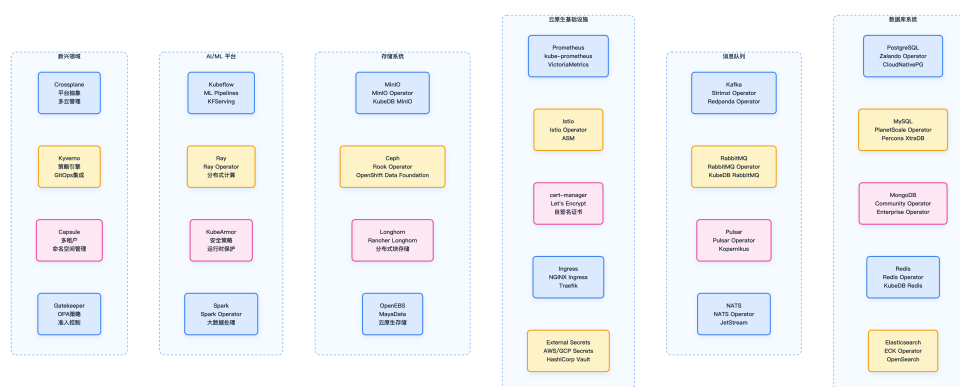 新兴领域
Crossplane
平台抽象
多云管理
Kyverno
策略引擎
GitOps集成
Capsule
多租户
命名空间管理
Gatekeeper
OPA策略
准入控制
AI/ML 平台
Kubeflow
ML Pipelines
KFServing
Ray
Ray Operator
分布式计算
KubeArmor
安全策略
运行时保护
Spark
Spark Operator
大数据处理
存储系统
MinIO
MinIO Operator
KubeDB MinIO
Ceph
Rook Operator
OpenShift Data Foundation
Longhorn
Rancher Longhorn
分布式块存储
OpenEBS
MayaData
云原生存储
云原生基础设施
Prometheus
kube-prometheus
VictoriaMetrics
Istio
Istio Operator
ASM
cert-manager
Let's Encrypt
自签名证书
Ingress
NGINX Ingress
Traefik
External Secrets
AWS/GCP Secrets
HashiCorp Vault
消息队列
Kafka
Strimzi Operator
Redpanda Operator
RabbitMQ
RabbitMQ Operator
KubeDB RabbitMQ
Pulsar
Pulsar Operator
Kopernikus
NATS
NATS Operator
JetStream
数据库系统
PostgreSQL
Zalando Operator
CloudNativePG
MySQL
PlanetScale Operator
Percona XtraDB
MongoDB
Community Operator
Enterprise Operator
Redis
Redis Operator
KubeDB Redis
Elasticsearch
ECK Operator
OpenSearch